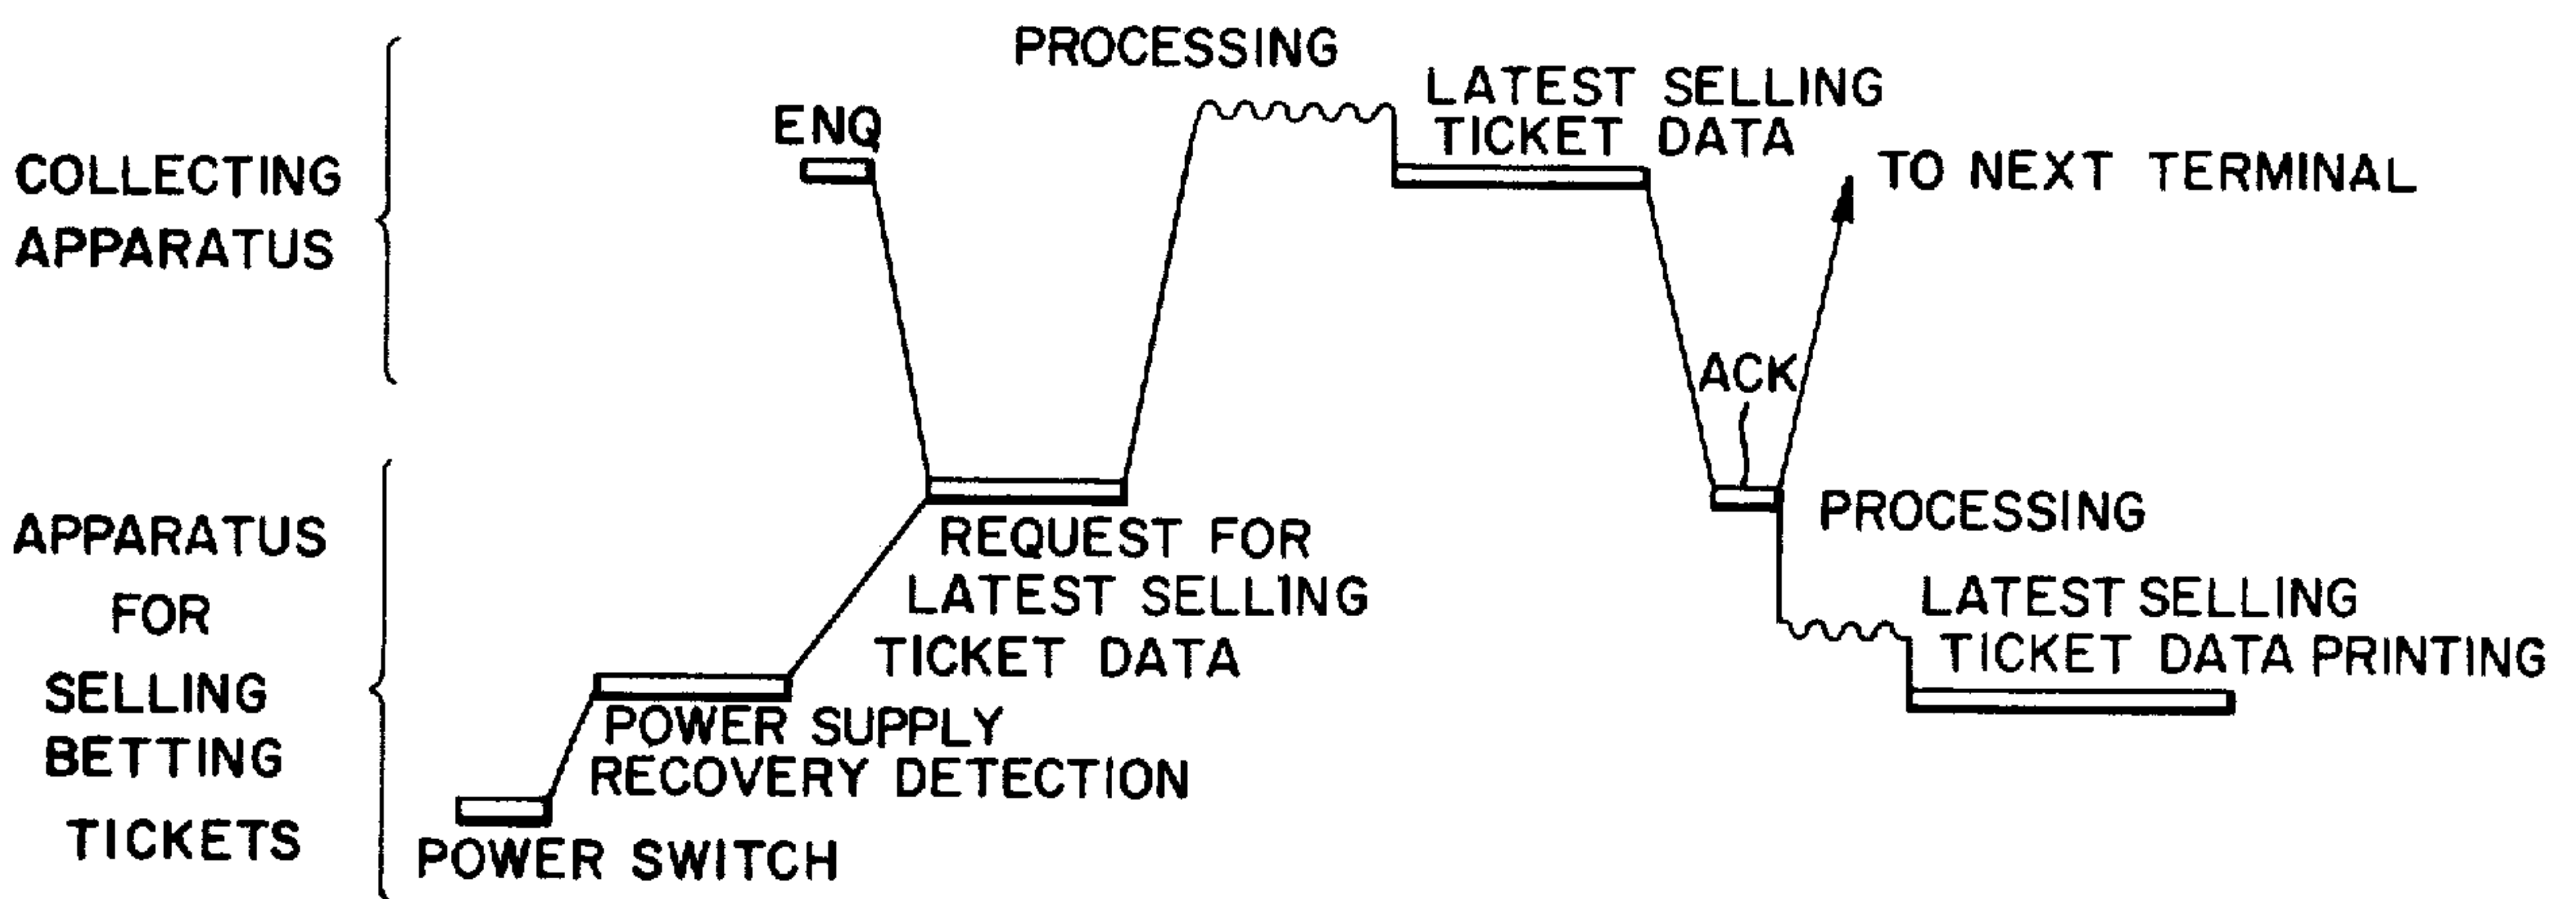 COLLECTING
APPARATUS
ENQ
PROCESSING
LATEST SELLING
TICKET DATA
TO NEXT TERMINAL
ACK
APPARATUS
FOR
SELLING
BETTING
TICKETS
POWER SWITCH
POWER SUPPLY
RECOVERY DETECTION
REQUEST FOR
LATEST SELLING
TICKET DATA
PROCESSING
LATEST SELLING
TICKET DATA PRINTING